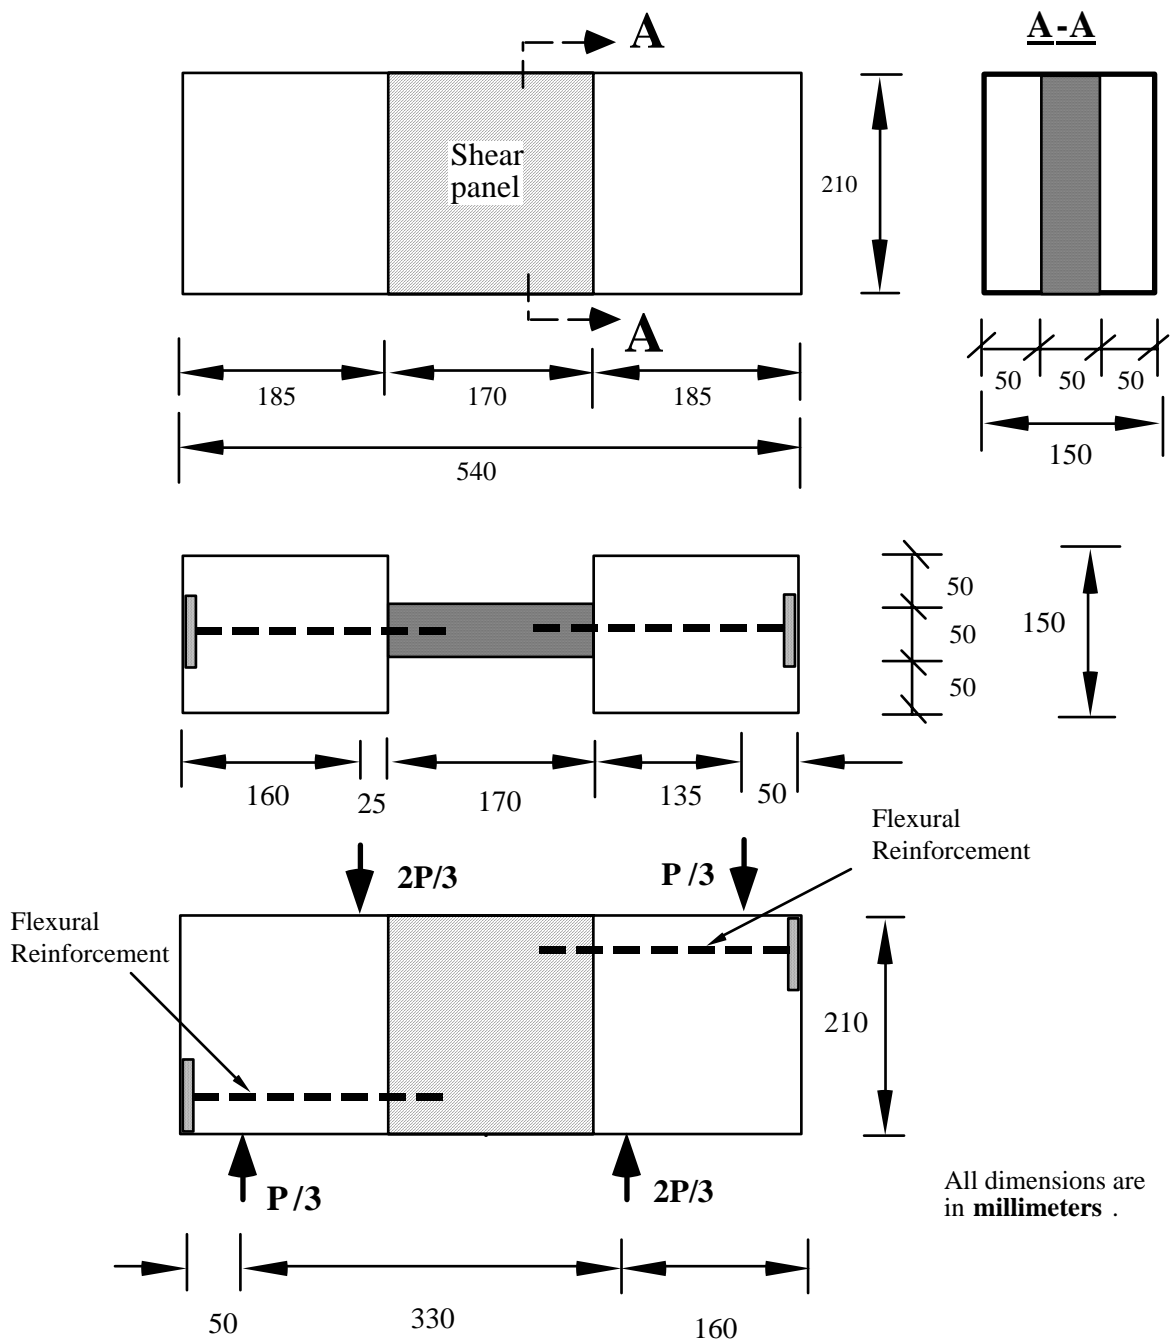 A
A-A
Shear
panel
210
A
185
170
185
50
50
50
540
150
50
50
50
150
160
25
170
135
50
Flexural
Reinforcement
2P/3
P /3
Flexural
Reinforcement
210
P /3
2P/3
All dimensions are
in millimeters .
50
330
160